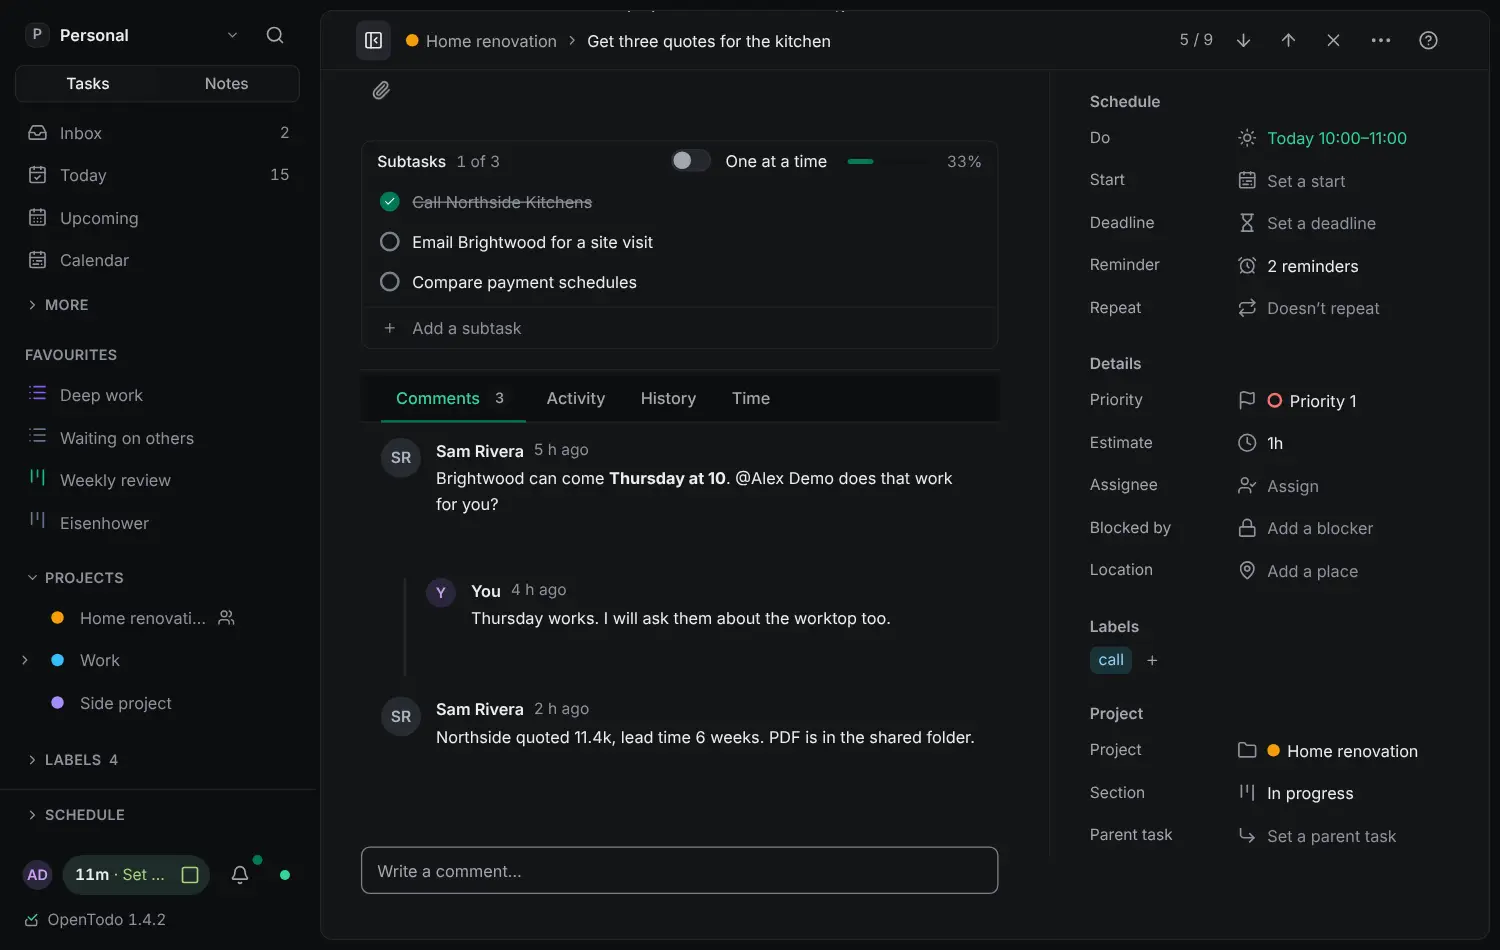 P Personal
Tasks Notes
Inbox 2
Today 15
Upcoming
Calendar
MORE
FAVOURITES
Deep work
Waiting on others
Weekly review
Eisenhower
PROJECTS
Home renovati...
Work
Side project
LABELS 4
SCHEDULE
AD 11m · Set ...
OpenTodo 1.4.2
Home renovation > Get three quotes for the kitchen
5 / 9
Subtasks 1 of 3 One at a time 33%
Call Northside Kitchens
Email Brightwood for a site visit
Compare payment schedules
+ Add a subtask
Comments 3 Activity History Time
SR Sam Rivera 5 h ago
Brightwood can come Thursday at 10. @Alex Demo does that work
for you?
Y You 4 h ago
Thursday works. I will ask them about the worktop too.
SR Sam Rivera 2 h ago
Northside quoted 11.4k, lead time 6 weeks. PDF is in the shared folder.
Write a comment...
Schedule
Do Today 10:00–11:00
Start Set a start
Deadline Set a deadline
Reminder 2 reminders
Repeat Doesn't repeat
Details
Priority Priority 1
Estimate 1h
Assignee Assign
Blocked by Add a blocker
Location Add a place
Labels
call +
Project
Project Home renovation
Section In progress
Parent task Set a parent task